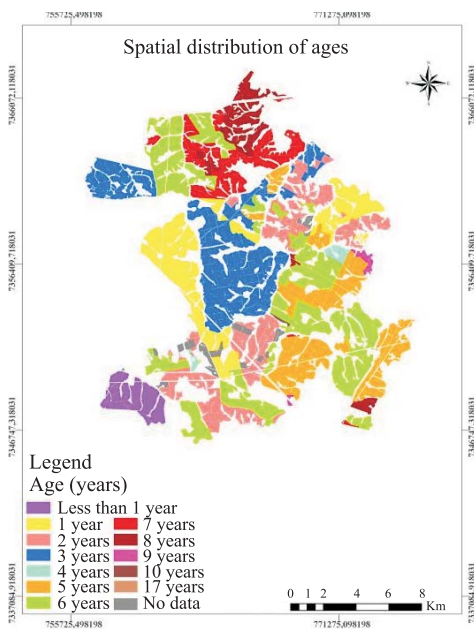 755725,498198 771275,098198
Spatial distribution of ages
7366072,118031 7366072,118031
7356409,718031 7356409,718031
7346747,318031 7346747,318031
7337084,918031 7337084,918031
Legend
Age (years)
Less than 1 year
1 year 7 years
2 years 8 years
3 years 9 years
4 years 10 years
5 years 17 years
6 years No data
0 1 2 4 6 8
Km
755725,498198 771275,098198